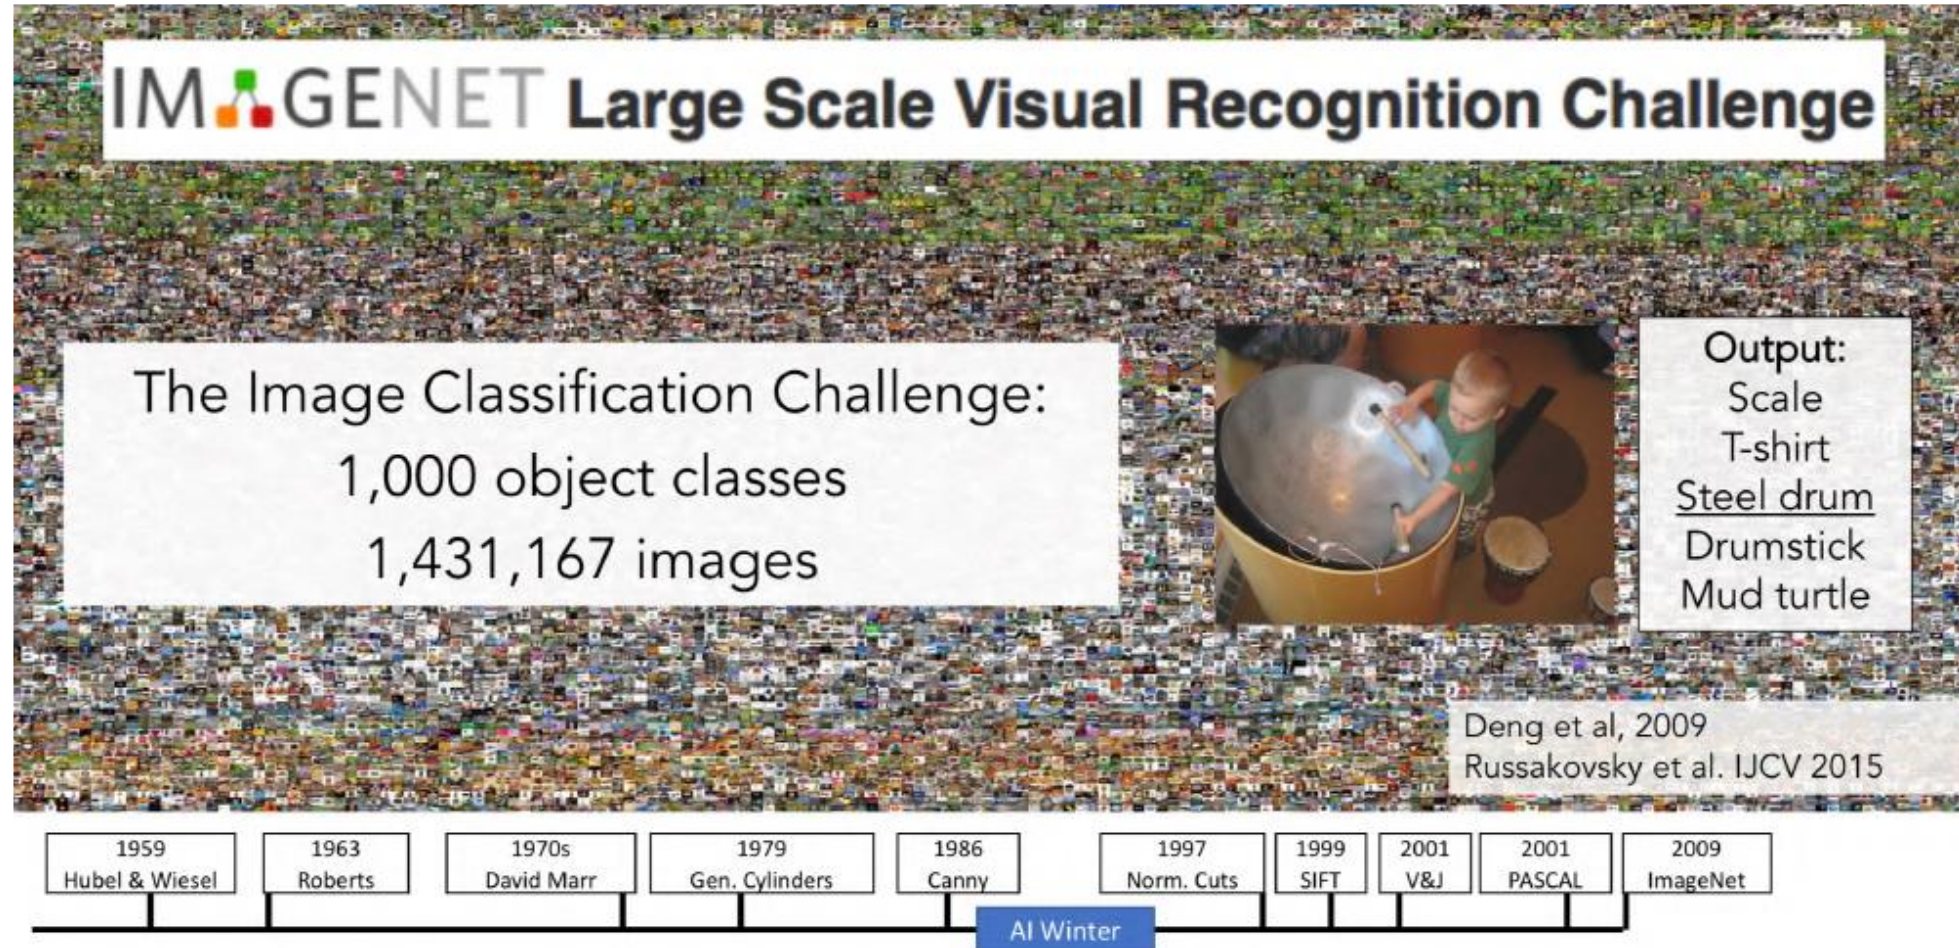 IMAGENET Large Scale Visual Recognition Challenge
The Image Classification Challenge:
1,000 object classes
1,431,167 images
Output:
Scale
T-shirt
Steel drum
Drumstick
Mud turtle
Deng et al, 2009
Russakovsky et al. IJCV 2015
1959
Hubel & Wiesel
1963
Roberts
1970s
David Marr
1979
Gen. Cylinders
1986
Canny
1997
Norm. Cuts
1999
SIFT
2001
V&J
2001
PASCAL
2009
ImageNet
AI Winter